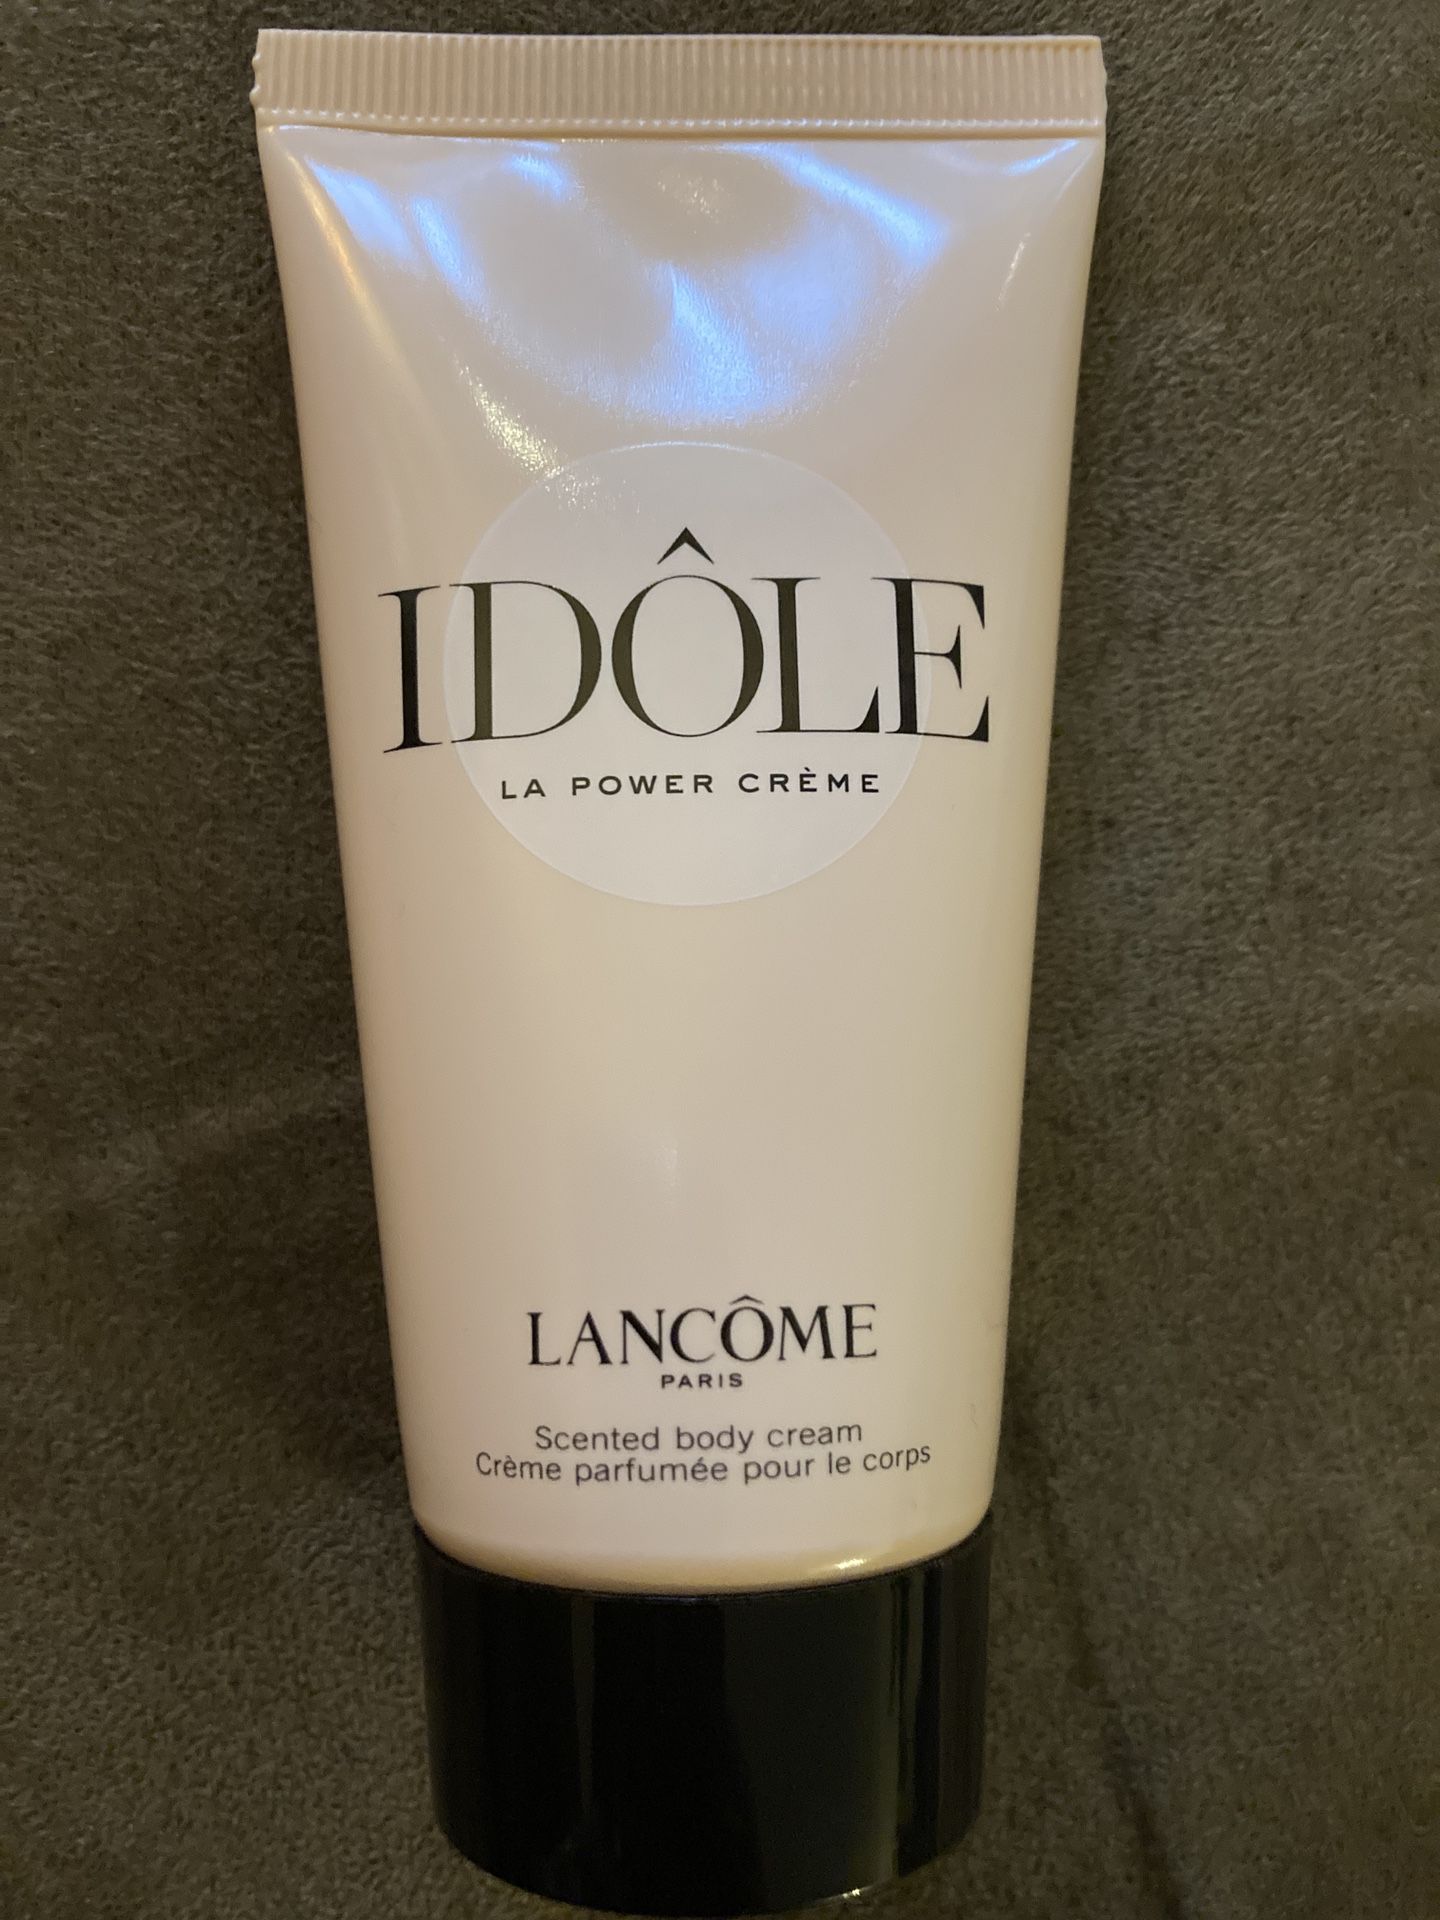 IDÔLE
LA POWER CRÈME
LANCÔME
PARIS
Scented body cream
Crème parfumée pour le corps